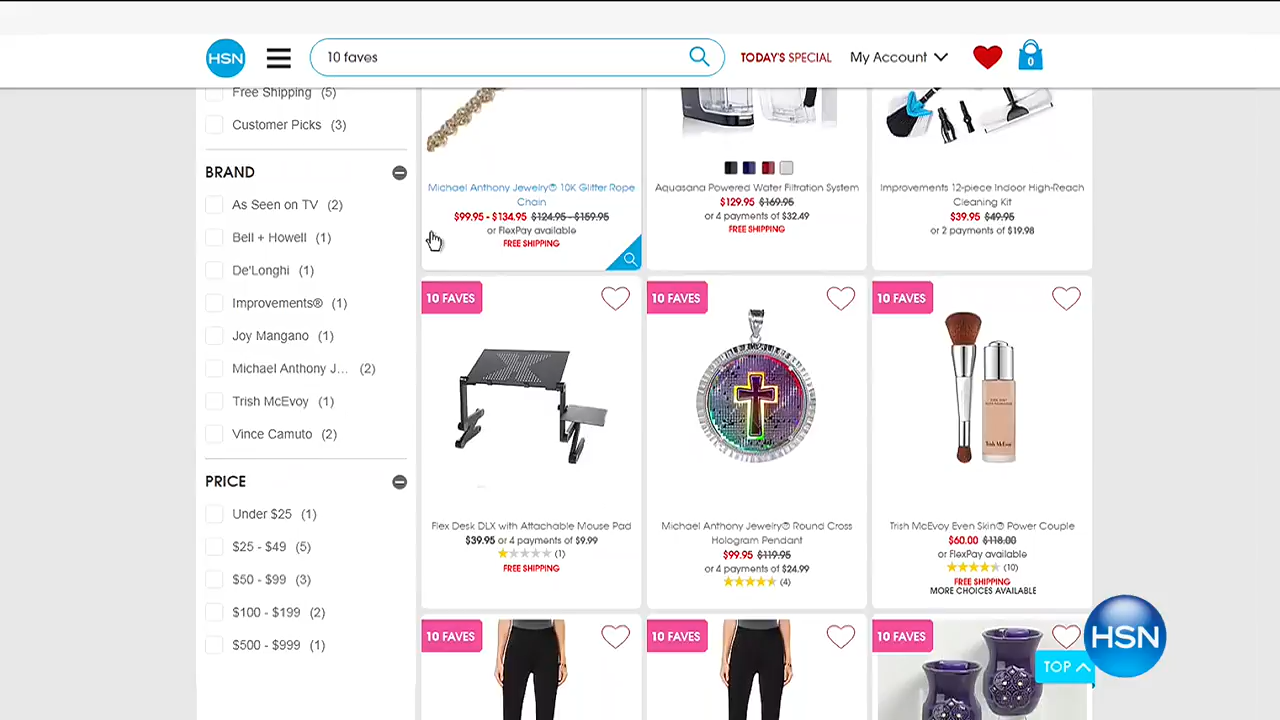 HSN
10 faves
TODAY'S SPECIAL
My Account
0
Free Shipping (5)
Customer Picks (3)
BRAND
As Seen on TV (2)
Bell + Howell (1)
De'Longhi (1)
Improvements® (1)
Joy Mangano (1)
Michael Anthony J... (2)
Trish McEvoy (1)
Vince Camuto (2)
PRICE
Under $25 (1)
$25 - $49 (5)
$50 - $99 (3)
$100 - $199 (2)
$500 - $999 (1)
Michael Anthony Jewelry® 10K Glitter Rope
Chain
$99.95 - $134.95 $124.95 - $159.95
or FlexPay available
FREE SHIPPING
Aquasana Powered Water Filtration System
$129.95 $169.95
or 4 payments of $32.49
FREE SHIPPING
Improvements 12-piece Indoor High-Reach
Cleaning Kit
$39.95 $49.95
or 2 payments of $19.98
10 FAVES
Flex Desk DLX with Attachable Mouse Pad
$39.95 or 4 payments of $9.99
(1)
FREE SHIPPING
10 FAVES
Michael Anthony Jewelry® Round Cross
Hologram Pendant
$99.95 $119.95
or 4 payments of $24.99
(4)
10 FAVES
Trish McEvoy
Trish McEvoy Even Skin® Power Couple
$60.00 $118.00
or FlexPay available
(10)
FREE SHIPPING
MORE CHOICES AVAILABLE
10 FAVES
10 FAVES
10 FAVES
TOP
HSN